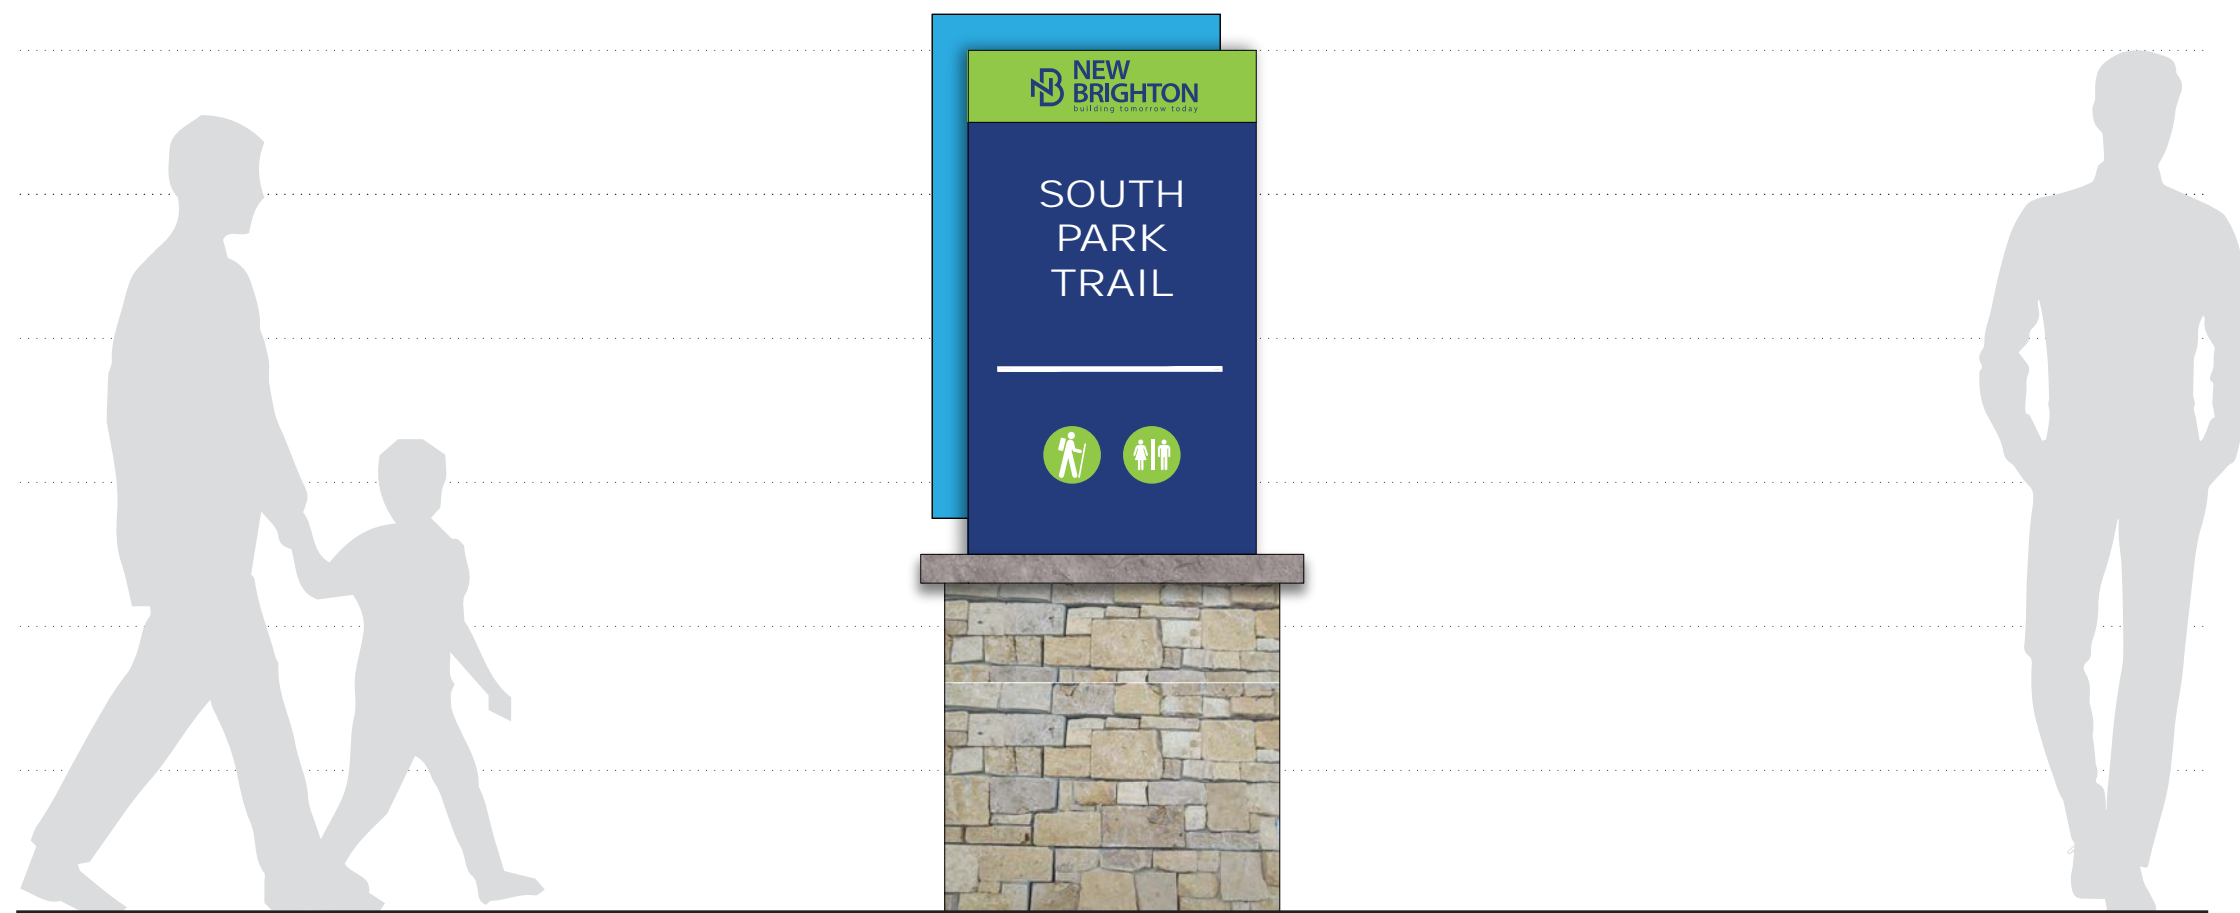 NEW
BRIGHTON
building tomorrow today
SOUTH
PARK
TRAIL